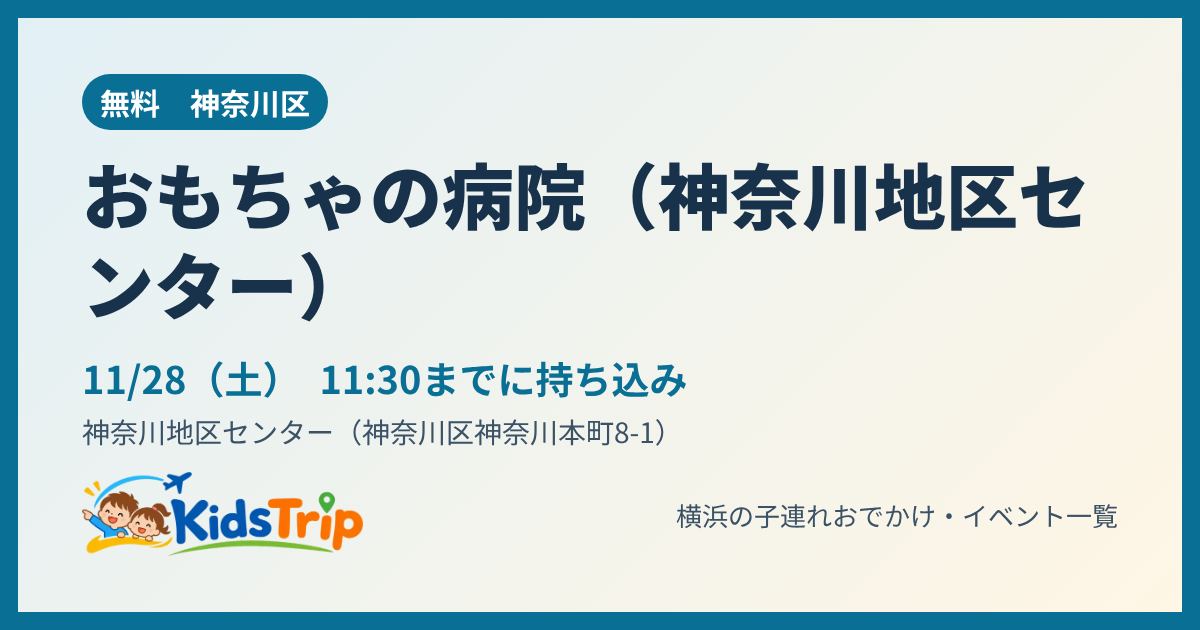 無料　神奈川区
おもちゃの病院（神奈川地区セ
ンター）
11/28（土）　11:30までに持ち込み
神奈川地区センター（神奈川区神奈川本町8-1）
KidsTrip
横浜の子連れおでかけ・イベント一覧